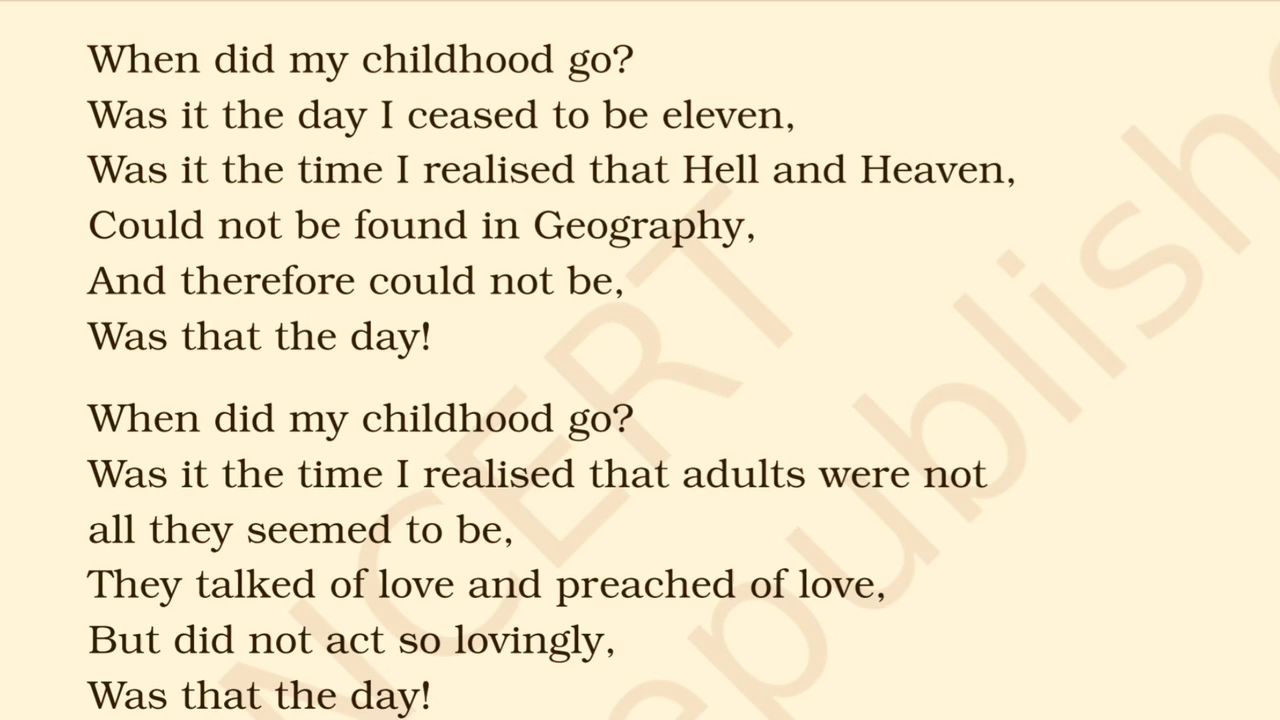 When did my childhood go?
Was it the day I ceased to be eleven,
Was it the time I realised that Hell and Heaven,
Could not be found in Geography,
And therefore could not be,
Was that the day!
When did my childhood go?
Was it the time I realised that adults were not
all they seemed to be,
They talked of love and preached of love,
But did not act so lovingly,
Was that the day!
NCERT
republish